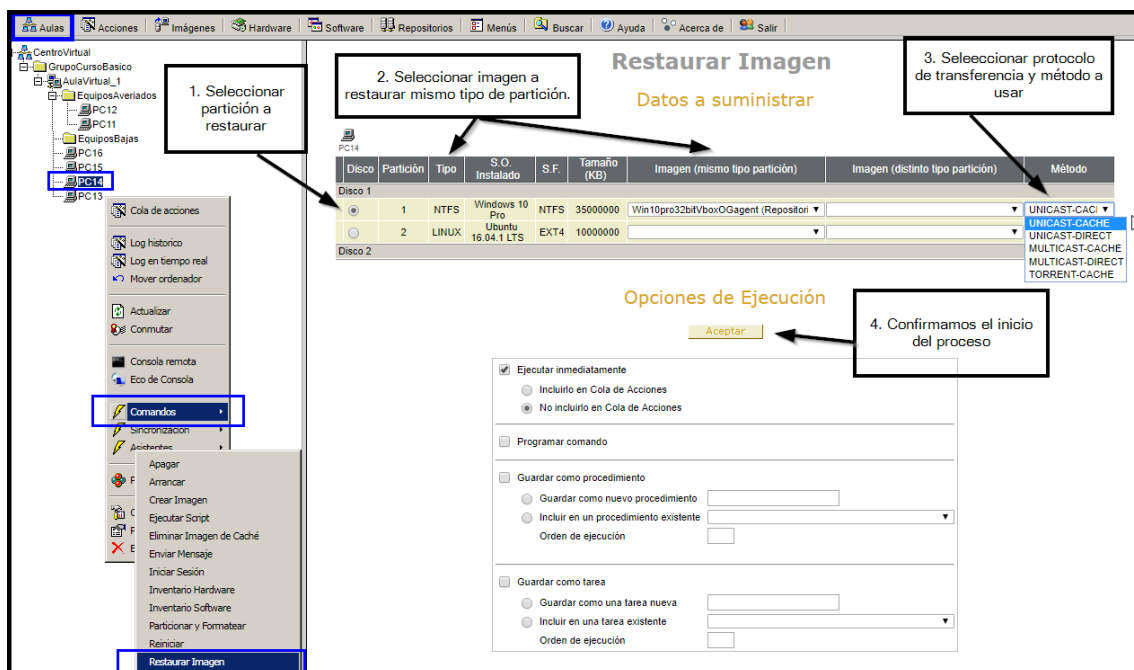 Aulas Acciones Imágenes Hardware Software Repositorios Menús Buscar Ayuda Acerca de Salir
CentroVirtual
GrupoCursoBasico
AulaVirtual_1
EquiposAveriados
PC12
PC11
EquiposBajas
PC16
PC15
PC14
PC13
1. Seleccionar
partición a
restaurar
2. Seleccionar imagen a
restaurar mismo tipo de partición.
Restaurar Imagen
Datos a suministrar
3. Seleeccionar protocolo
de transferencia y método a
usar
PC14
Disco Partición Tipo S.O. Instalado S.F. Tamaño (KB) Imagen (mismo tipo partición) Imagen (distinto tipo partición) Método
Disco 1
1 NTFS Windows 10 Pro NTFS 35000000 Win10pro32bitVboxOGagent (Repositori UNICAST-CACI
2 LINUX Ubuntu 16.04.1 LTS EXT4 10000000
Disco 2
UNICAST-CACHE
UNICAST-DIRECT
MULTICAST-CACHE
MULTICAST-DIRECT
TORRENT-CACHE
Cola de acciones
Log historico
Log en tiempo real
Mover ordenador
Actualizar
Conmutar
Consola remota
Eco de Consola
Comandos
Sincronizacion
Asistentes
Apagar
Arrancar
Crear Imagen
Ejecutar Script
Eliminar Imagen de Caché
Enviar Mensaje
Iniciar Sesión
Inventario Hardware
Inventario Software
Particionar y Formatear
Reiniciar
Restaurar Imagen
Opciones de Ejecución
Aceptar
4. Confirmamos el inicio
del proceso
Ejecutar inmediatamente
Incluirlo en Cola de Acciones
No incluirlo en Cola de Acciones
Programar comando
Guardar como procedimiento
Guardar como nuevo procedimiento
Incluir en un procedimiento existente
Orden de ejecución
Guardar como tarea
Guardar como una tarea nueva
Incluir en una tarea existente
Orden de ejecución